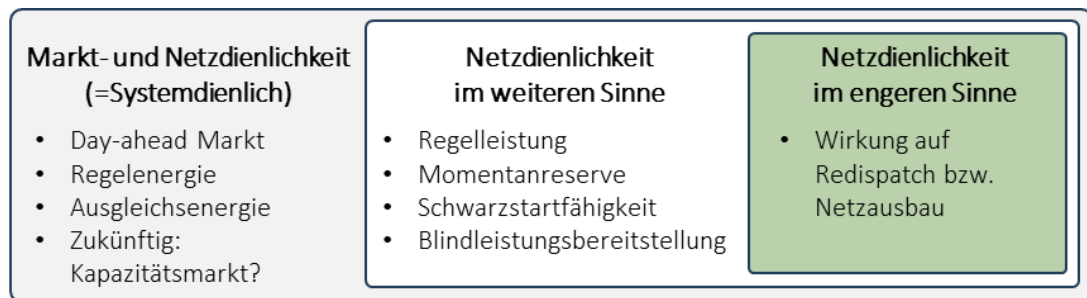 Markt- und Netzdienlichkeit
(=Systemdienlich)
• Day-ahead Markt
• Regelenergie
• Ausgleichsenergie
• Zukünftig:
Kapazitätsmarkt?
Netzdienlichkeit
im weiteren Sinne
• Regelleistung
• Momentanreserve
• Schwarzstartfähigkeit
• Blindleistungsbereitstellung
Netzdienlichkeit
im engeren Sinne
• Wirkung auf
Redispatch bzw.
Netzausbau